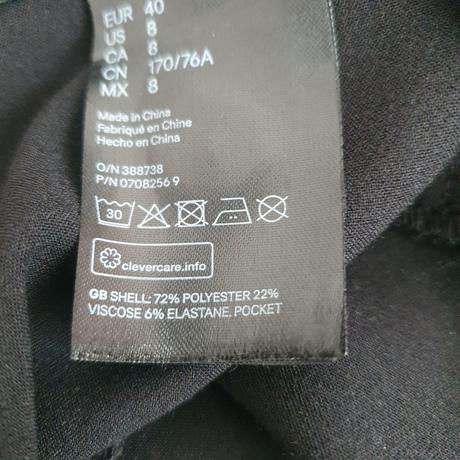 EUR 40
US 8
CA 8
CN 170/76A
MX 8
Made in China
Fabriqué en Chine
Hecho en China
O/N 388738
P/N 0708256 9
30
clevercare.info
GB SHELL: 72% POLYESTER 22%
VISCOSE 6% ELASTANE. POCKET